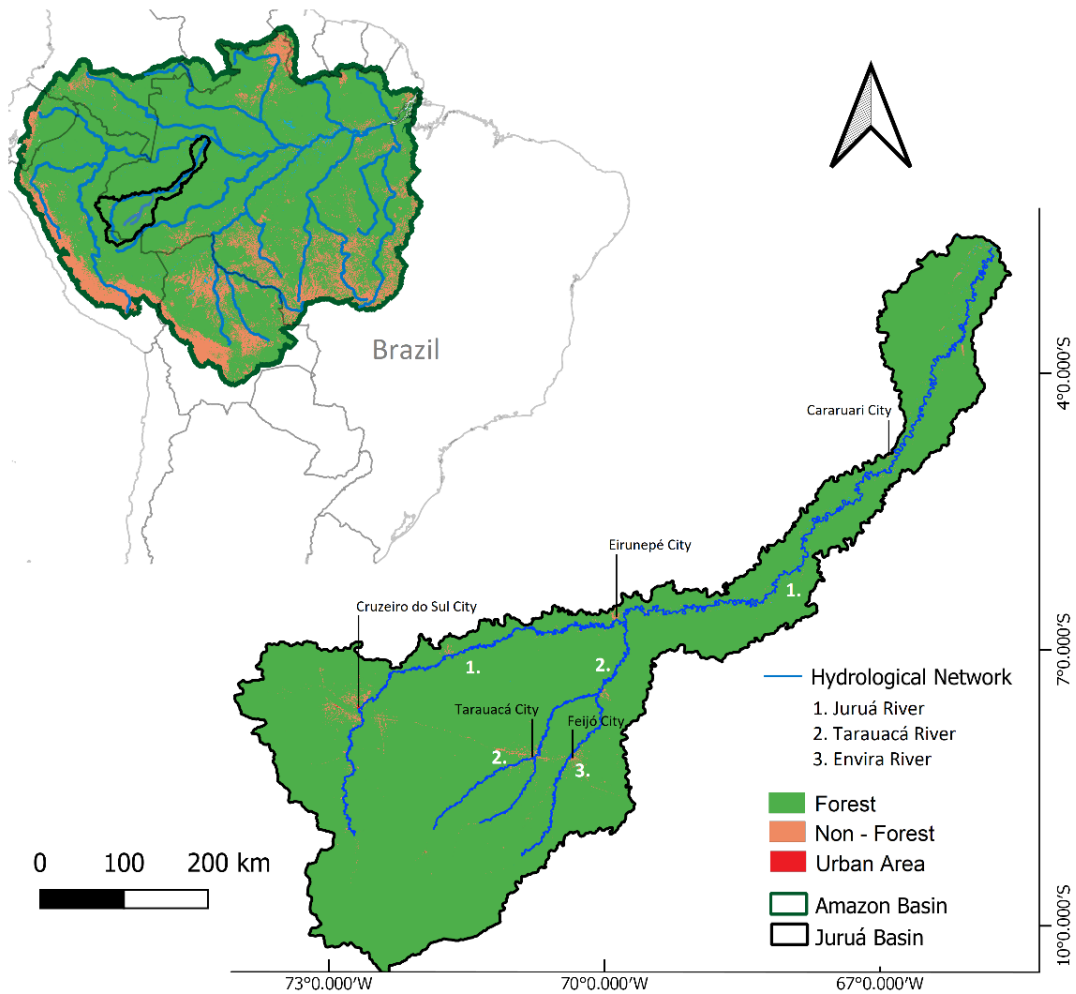 Brazil
4°0.000'S
Cararuari City
Eirunepé City
Cruzeiro do Sul City
1.
7°0.000'S
1.
2.
Hydrological Network
1. Juruá River
2. Tarauacá River
3. Envira River
Tarauacá City
Feijó City
2.
3.
Forest
Non - Forest
Urban Area
0 100 200 km
Amazon Basin
Juruá Basin
10°0.000'S
73°0.000'W 70°0.000'W 67°0.000'W